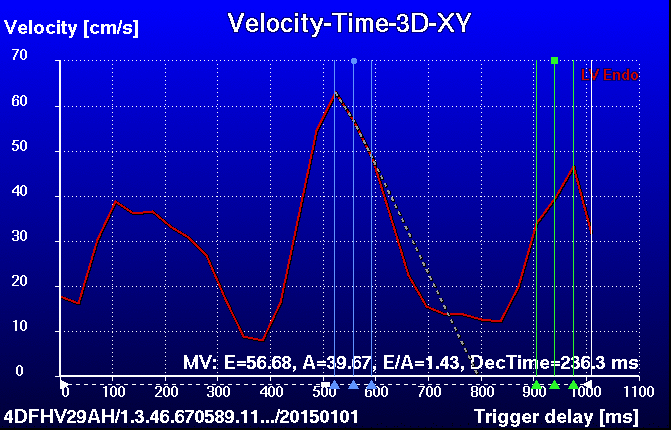 Velocity-Time-3D-XY
Velocity [cm/s]
70
LV Endo
60
50
40
30
20
10
MV: E=56.68, A=39.67, E/A=1.43, DecTime=236.3 ms
0
0 100 200 300 400 500 600 700 800 900 1000 1100
4DFHV29AH/1.3.46.670589.11.../20150101
Trigger delay [ms]